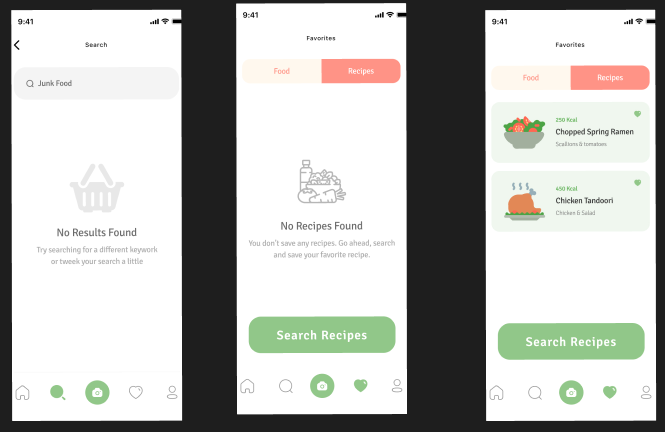 9:41
Search
Junk Food
No Results Found
Try searching for a different keywork
or tweek your search a little
9:41
Favorites
Food
Recipes
No Recipes Found
You don't save any recipes. Go ahead, search
and save your favorite recipe.
Search Recipes
9:41
Favorites
Food
Recipes
250 Kcal
Chopped Spring Ramen
Scallions & tomatoes
450 Kcal
Chicken Tandoori
Chicken & Salad
Search Recipes